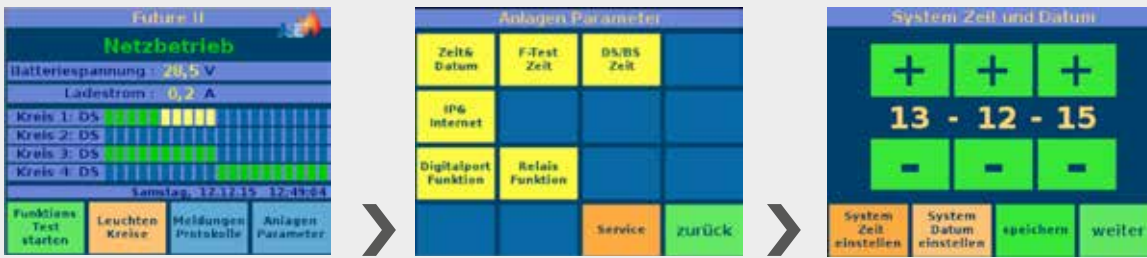 Future II
Netzbetrieb
Batteriespannung : 28,5 V
Ladestrom : 0,2 A
Kreis 1: DS
Kreis 2: DS
Kreis 3: DS
Kreis 4: DS
Samstag, 12.12.15 12:49:04
Funktions
Test
starten
Leuchten
Kreise
Meldungen
Protokolle
Anlagen
Parameter
Anlagen Parameter
Zeit&
Datum
F-Test
Zeit
DS/BS
Zeit
IP&
Internet
Digitalport
Funktion
Relais
Funktion
Service
zurück
System Zeit und Datum
+ + +
13 - 12 - 15
- - -
System
Zeit
einstellen
System
Datum
einstellen
speichern
weiter